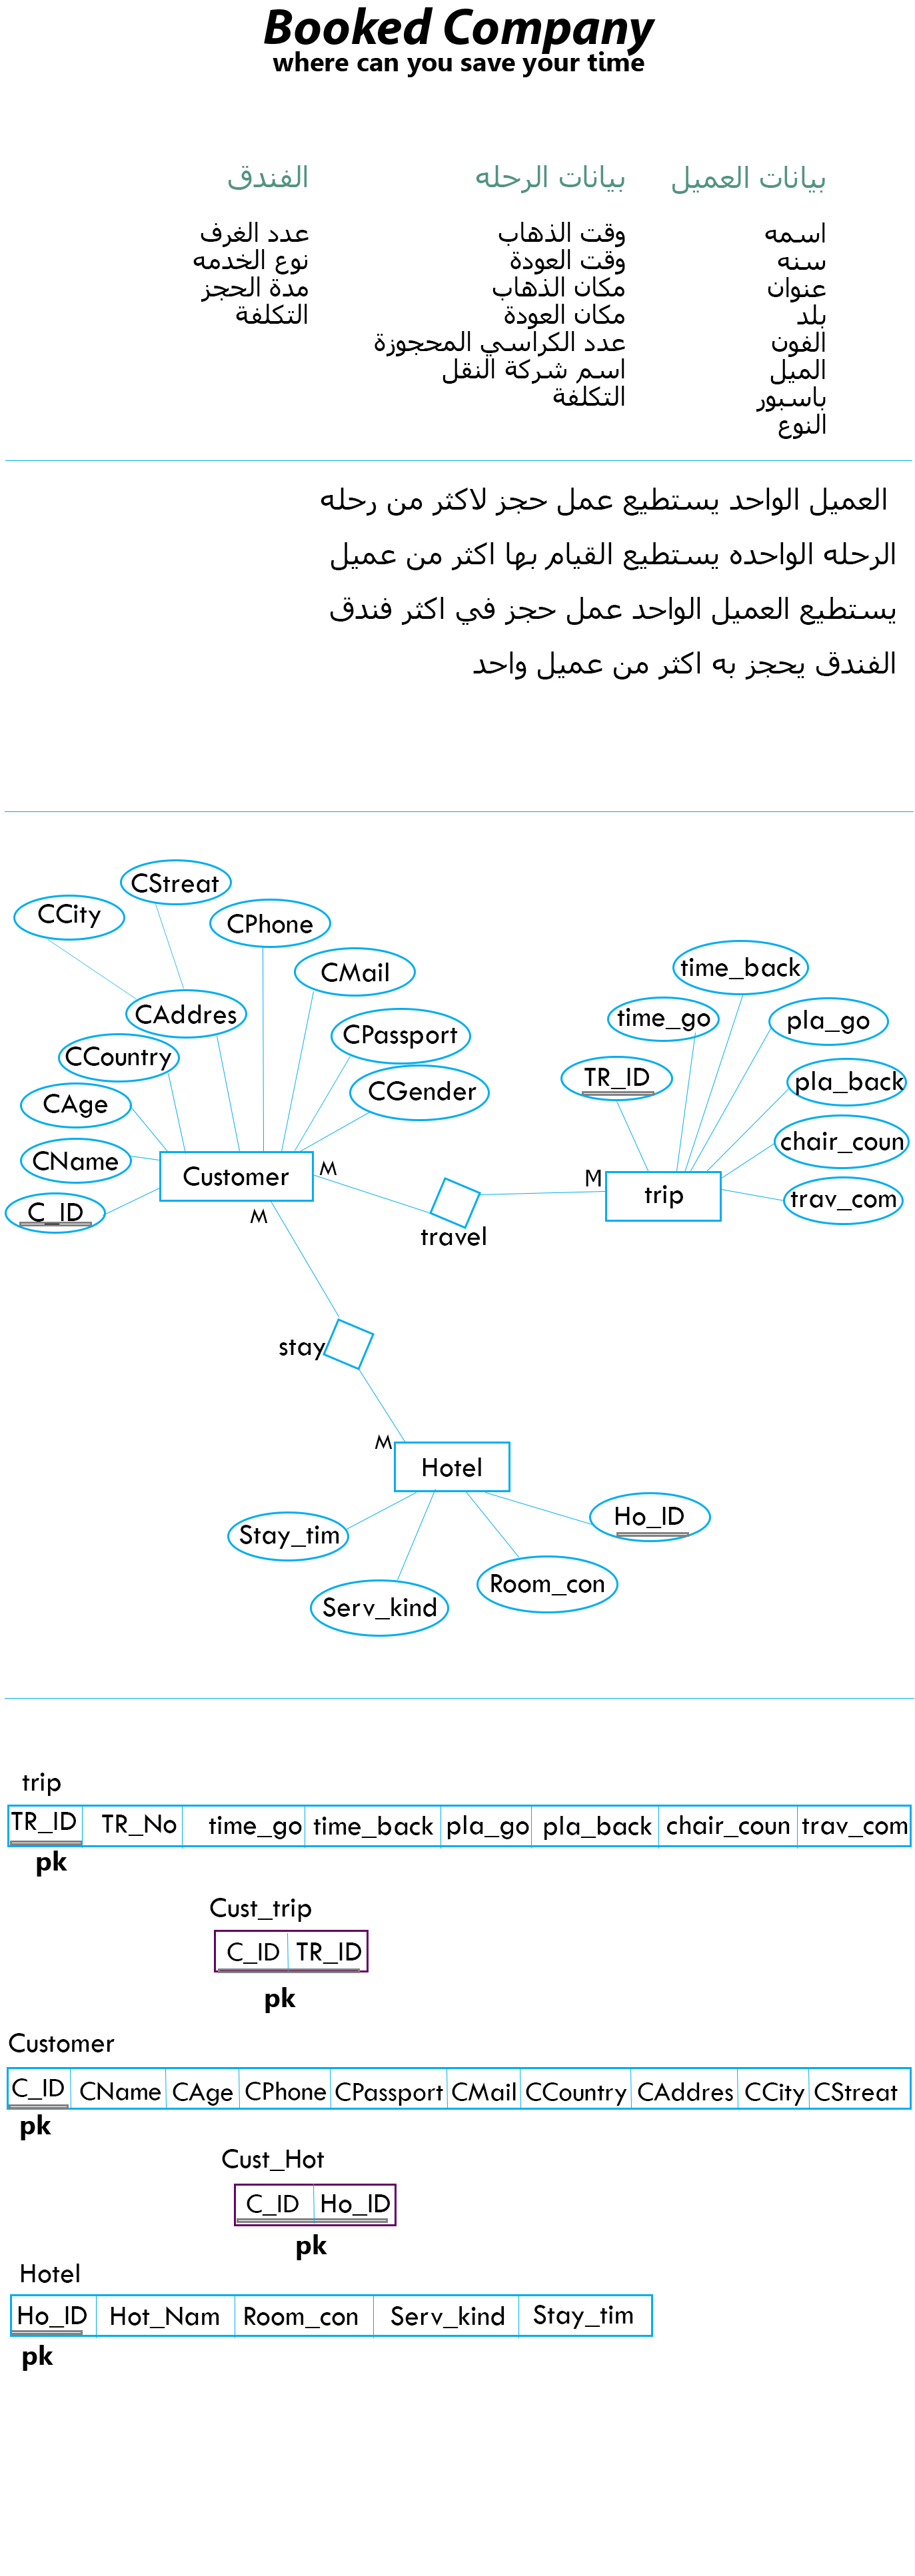 Booked Company
where can you save your time
بيانات العميل
اسمه
سنه
عنوان
بلد
الفون
الميل
باسبور
النوع
بيانات الرحله
وقت الذهاب
وقت العودة
مكان الذهاب
مكان العودة
عدد الكراسي المحجوزة
اسم شركة النقل
التكلفة
الفندق
عدد الغرف
نوع الخدمه
مدة الحجز
التكلفة
العميل الواحد يستطيع عمل حجز لاكثر من رحله
الرحله الواحده يستطيع القيام بها اكثر من عميل
يستطيع العميل الواحد عمل حجز في اكثر فندق
الفندق يحجز به اكثر من عميل واحد
CStreat
CCity
CPhone
CMail
CAddres
CPassport
CCountry
CGender
CAge
CName
C_ID
Customer
M
M
travel
time_back
time_go
pla_go
TR_ID
pla_back
chair_coun
trav_com
M
trip
stay
M
Hotel
Stay_tim
Ho_ID
Room_con
Serv_kind
trip
TR_ID TR_No time_go time_back pla_go pla_back chair_coun trav_com
pk
Cust_trip
C_ID TR_ID
pk
Customer
C_ID CName CAge CPhone CPassport CMail CCountry CAddres CCity CStreat
pk
Cust_Hot
C_ID Ho_ID
pk
Hotel
Ho_ID Hot_Nam Room_con Serv_kind Stay_tim
pk